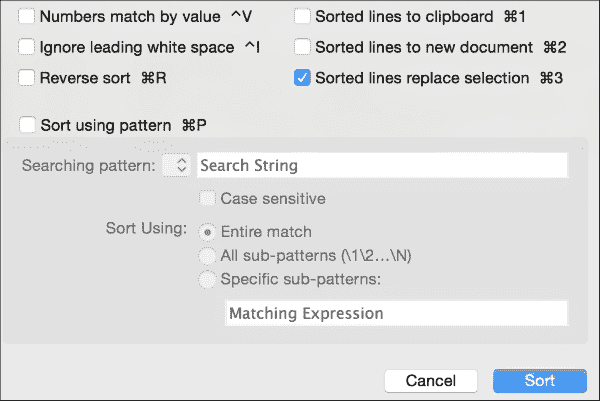 Numbers match by value ^V
Sorted lines to clipboard ⌘1
Ignore leading white space ^I
Sorted lines to new document ⌘2
Reverse sort ⌘R
Sorted lines replace selection ⌘3
Sort using pattern ⌘P
Searching pattern: Search String
Case sensitive
Sort Using: Entire match
All sub-patterns (\1\2...\N)
Specific sub-patterns:
Matching Expression
Cancel Sort